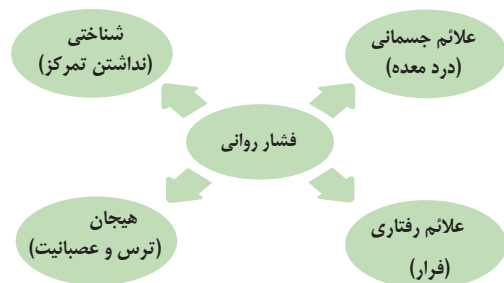 علائم جسمانی
(درد معده)
شناختی
(نداشتن تمرکز)
فشار روانی
علائم رفتاری
(فرار)
هیجان
(ترس و عصبانیت)